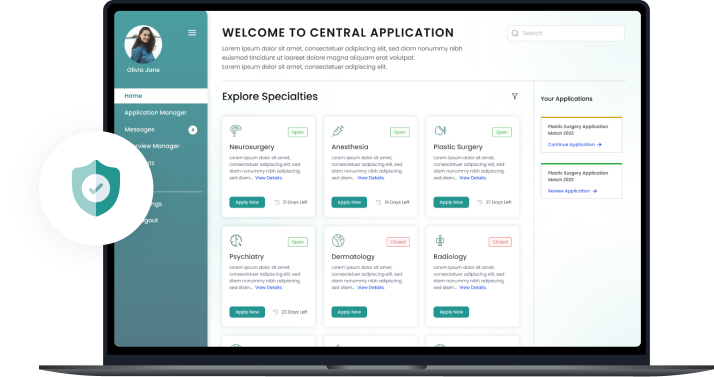 WELCOME TO CENTRAL APPLICATION
Search
Lorem ipsum dolor sit amet, consectetuer adipiscing elit, sed diam nonummy nibh
euismod tincidunt ut laoreet dolore magna aliquam erat volutpat.
Lorem ipsum dolor sit amet, consectetuer adipiscing elit.
Olivia Jane
Home
Application Manager
Messages
4
erview Manager
ts
ngs
ogout
Explore Specialties
Open
Neurosurgery
Lorem ipsum dolor sit amet,
consectetuer adipiscing elit, sed
diam nonummy nibh adipiscing
sed diam... View Details.
Apply Now
21 Days Left
Open
Anesthesia
Lorem ipsum dolor sit amet,
consectetuer adipiscing elit, sed
diam nonummy nibh adipiscing
sed diam... View Details.
Apply Now
19 Days Left
Open
Plastic Surgery
Lorem ipsum dolor sit amet,
consectetuer adipiscing elit, sed
diam nonummy nibh adipiscing
sed diam... View Details.
Apply Now
27 Days Left
Open
Psychiatry
Lorem ipsum dolor sit amet,
consectetuer adipiscing elit, sed
diam nonummy nibh adipiscing
sed diam... View Details.
Apply Now
23 Days Left
Closed
Dermatology
Lorem ipsum dolor sit amet,
consectetuer adipiscing elit, sed
diam nonummy nibh adipiscing
sed diam... View Details.
Apply Now
Closed
Radiology
Lorem ipsum dolor sit amet,
consectetuer adipiscing elit, sed
diam nonummy nibh adipiscing
sed diam... View Details.
Apply Now
Your Applications
Plastic Surgery Application
Match 2023
Continue Application →
Plastic Surgery Application
Match 2023
Review Application →